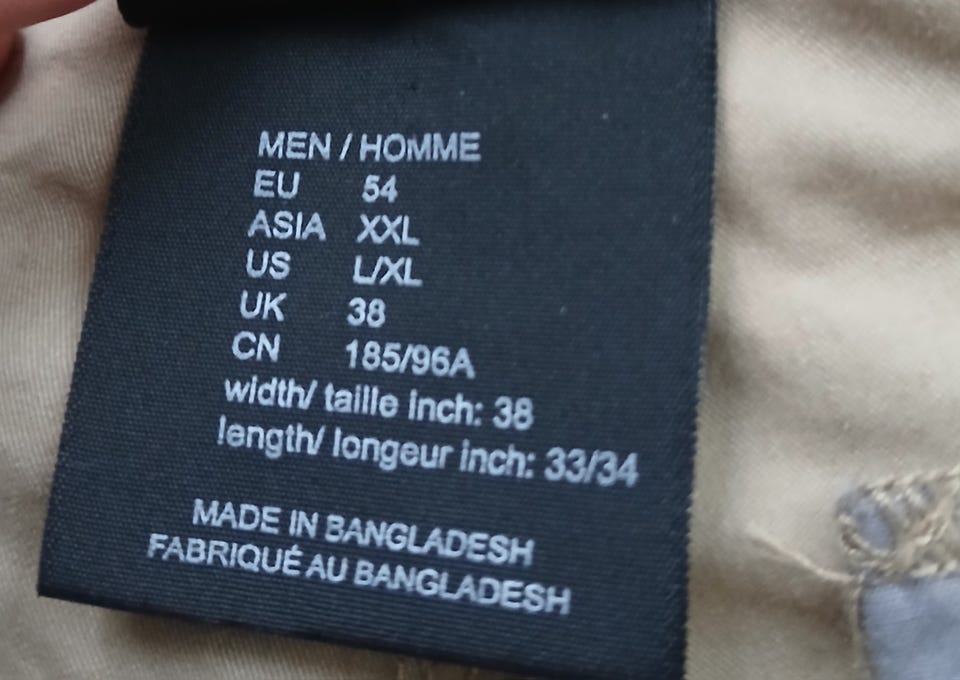 MEN / HOMME
EU 54
ASIA XXL
US L/XL
UK 38
CN 185/96A
width/ taille inch: 38
length/ longeur inch: 33/34
MADE IN BANGLADESH
FABRIQUÉ AU BANGLADESH